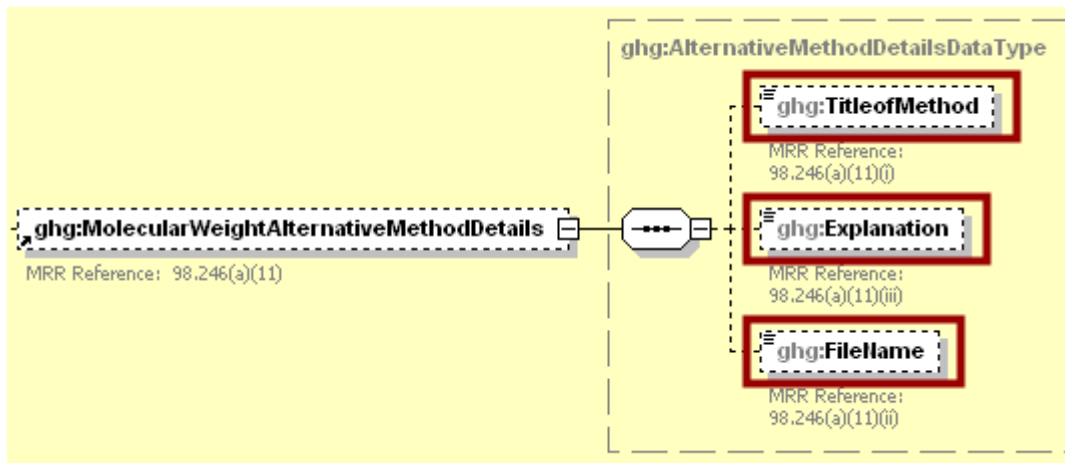 ghg:AlternativeMethodDetailsDataType
ghg:TitleofMethod
MRR Reference:
98.246(a)(11)(i)
ghg:MolecularWeightAlternativeMethodDetails
MRR Reference: 98.246(a)(11)
ghg:Explanation
MRR Reference:
98.246(a)(11)(iii)
ghg:FileName
MRR Reference:
98.246(a)(11)(ii)